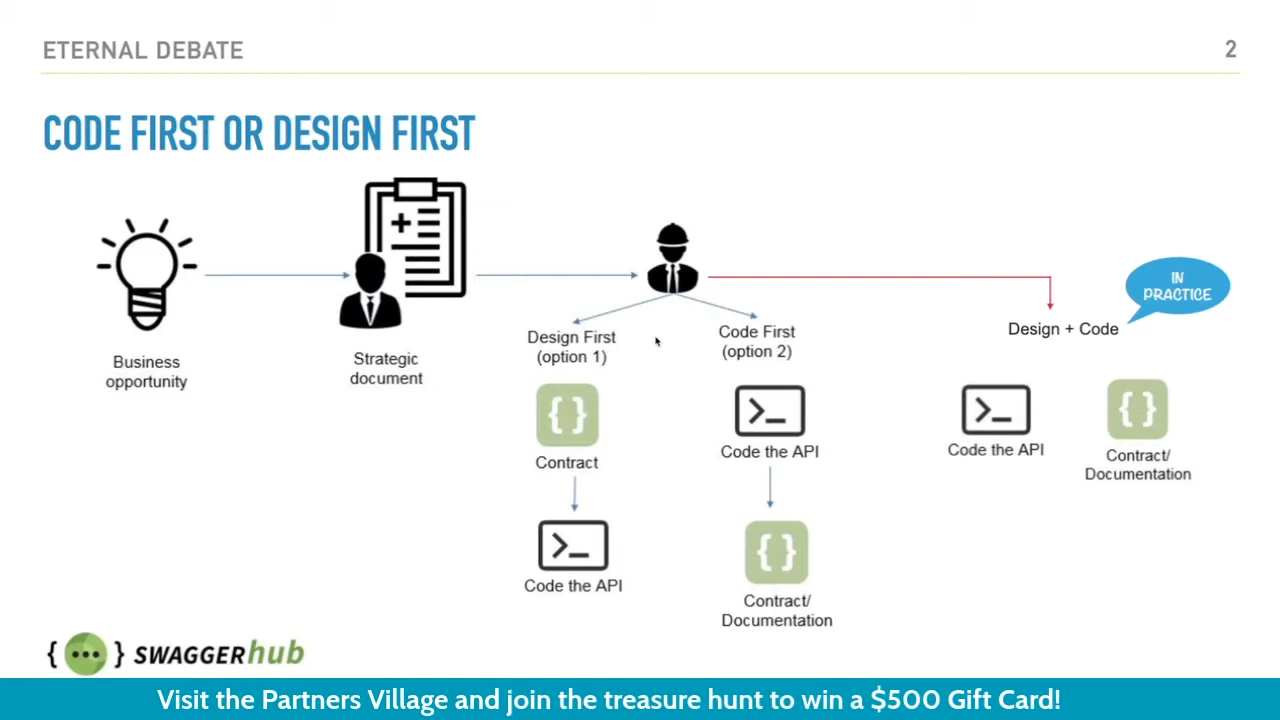 ETERNAL DEBATE
2
CODE FIRST OR DESIGN FIRST
Business
opportunity
Strategic
document
Design First
(option 1)
Contract
Code the API
Code First
(option 2)
Code the API
Contract/
Documentation
IN
PRACTICE
Design + Code
Code the API
Contract/
Documentation
SWAGGERhub
Visit the Partners Village and join the treasure hunt to win a $500 Gift Card!